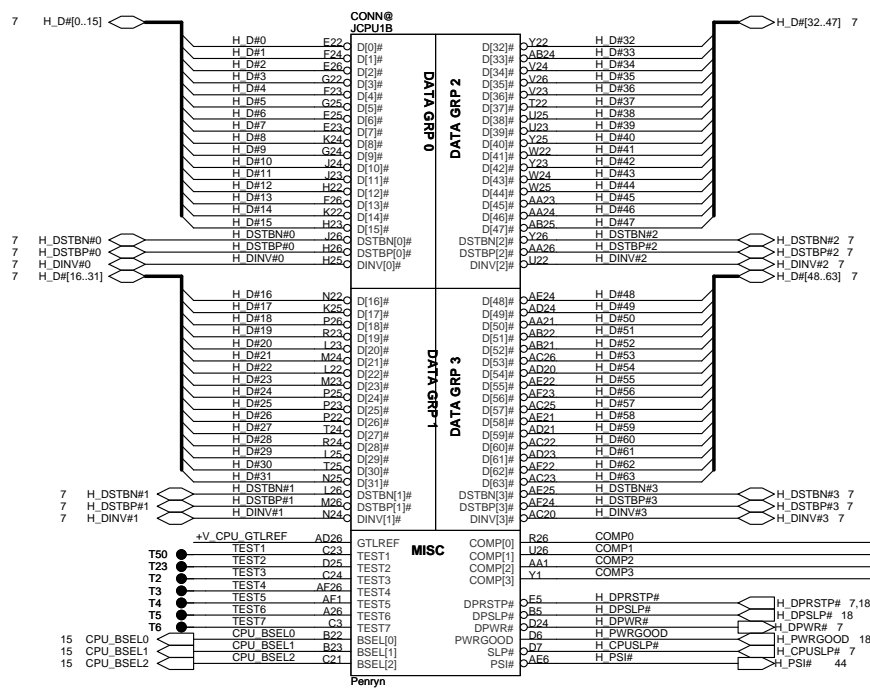 CONN@
JCPU1B
7 H_D#[0..15]
H_D#[32..47] 7
H_D#0 E22 D[0]# D[32]# Y22 H_D#32
H_D#1 F24 D[1]# D[33]# AB24 H_D#33
H_D#2 E26 D[2]# D[34]# V24 H_D#34
H_D#3 G22 D[3]# D[35]# V26 H_D#35
H_D#4 F23 D[4]# D[36]# V23 H_D#36
H_D#5 G25 D[5]# D[37]# T22 H_D#37
H_D#6 E25 D[6]# D[38]# U25 H_D#38
H_D#7 E23 D[7]# D[39]# U23 H_D#39
H_D#8 K24 D[8]# D[40]# Y25 H_D#40
H_D#9 G24 D[9]# D[41]# W22 H_D#41
H_D#10 J24 D[10]# D[42]# Y23 H_D#42
H_D#11 J23 D[11]# D[43]# W24 H_D#43
H_D#12 H22 D[12]# D[44]# W25 H_D#44
H_D#13 F26 D[13]# D[45]# AA23 H_D#45
H_D#14 K22 D[14]# D[46]# AA24 H_D#46
H_D#15 H23 D[15]# D[47]# AB25 H_D#47
DATA GRP 0
DATA GRP 2
7 H_DSTBN#0 H_DSTBN#0 J26 DSTBN[0]# DSTBN[2]# Y26 H_DSTBN#2 H_DSTBN#2 7
7 H_DSTBP#0 H_DSTBP#0 H26 DSTBP[0]# DSTBP[2]# AA26 H_DSTBP#2 H_DSTBP#2 7
7 H_DINV#0 H_DINV#0 H25 DINV[0]# DINV[2]# U22 H_DINV#2 H_DINV#2 7
7 H_D#[16..31]
H_D#[48..63] 7
H_D#16 N22 D[16]# D[48]# AE24 H_D#48
H_D#17 K25 D[17]# D[49]# AD24 H_D#49
H_D#18 P26 D[18]# D[50]# AA21 H_D#50
H_D#19 R23 D[19]# D[51]# AB22 H_D#51
H_D#20 L23 D[20]# D[52]# AB21 H_D#52
H_D#21 M24 D[21]# D[53]# AC26 H_D#53
H_D#22 L22 D[22]# D[54]# AD20 H_D#54
H_D#23 M23 D[23]# D[55]# AE22 H_D#55
H_D#24 P25 D[24]# D[56]# AF23 H_D#56
H_D#25 P23 D[25]# D[57]# AC25 H_D#57
H_D#26 P22 D[26]# D[58]# AE21 H_D#58
H_D#27 T24 D[27]# D[59]# AD21 H_D#59
H_D#28 R24 D[28]# D[60]# AC22 H_D#60
H_D#29 L25 D[29]# D[61]# AD23 H_D#61
H_D#30 T25 D[30]# D[62]# AF22 H_D#62
H_D#31 N25 D[31]# D[63]# AC23 H_D#63
DATA GRP 1
DATA GRP 3
7 H_DSTBN#1 H_DSTBN#1 L26 DSTBN[1]# DSTBN[3]# AE25 H_DSTBN#3 H_DSTBN#3 7
7 H_DSTBP#1 H_DSTBP#1 M26 DSTBP[1]# DSTBP[3]# AF24 H_DSTBP#3 H_DSTBP#3 7
7 H_DINV#1 H_DINV#1 N24 DINV[1]# DINV[3]# AC20 H_DINV#3 H_DINV#3 7
MISC
+V_CPU_GTLREF AD26 GTLREF COMP[0] R26 COMP0
T50 TEST1 C23 TEST1 COMP[1] U26 COMP1
T23 TEST2 D25 TEST2 COMP[2] AA1 COMP2
T2 TEST3 C24 TEST3 COMP[3] Y1 COMP3
T3 TEST4 AF26 TEST4
T4 TEST5 AF1 TEST5 DPRSTP# E5 H_DPRSTP# H_DPRSTP# 7,18
T5 TEST6 A26 TEST6 DPSLP# B5 H_DPSLP# H_DPSLP# 18
T6 TEST7 C3 TEST7 DPWR# D24 H_DPWR# H_DPWR# 7
15 CPU_BSEL0 CPU_BSEL0 B22 BSEL[0] PWRGOOD D6 H_PWRGOOD H_PWRGOOD 18
15 CPU_BSEL1 CPU_BSEL1 B23 BSEL[1] SLP# D7 H_CPUSLP# H_CPUSLP# 7
15 CPU_BSEL2 CPU_BSEL2 C21 BSEL[2] PSI# AE6 H_PSI# H_PSI# 44
Penryn